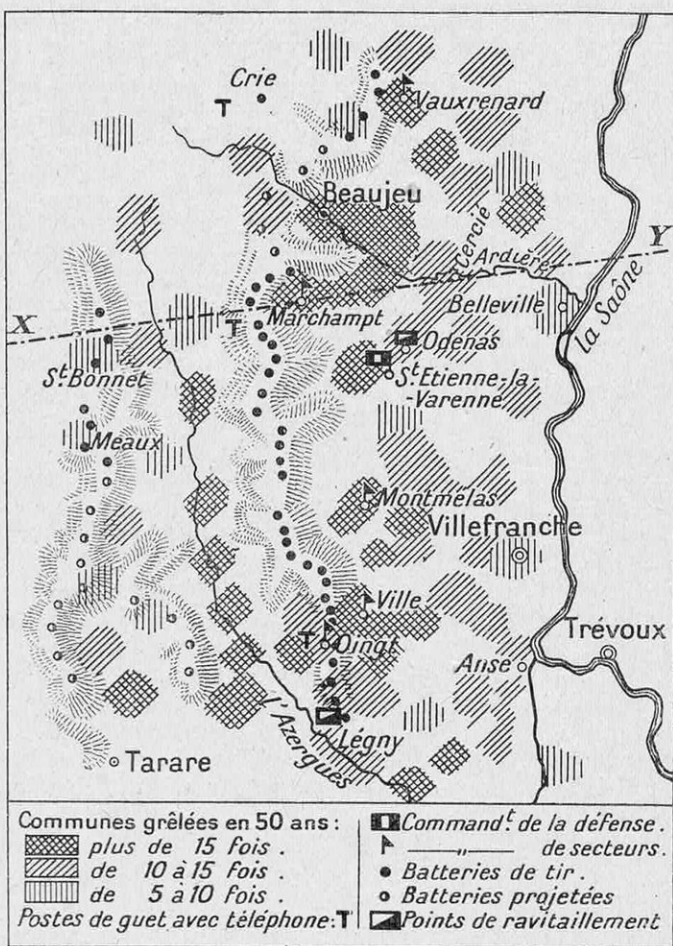 Crie
T
Vauxrenard
Beaujeu
Cercié
Ardière
Y
X
Marchampt
T
Belleville
la Saône
Odenas
St. Bonnet
St. Etienne-la-
-Varenne
Meaux
Montmelas
Villefranche
Ville
Trévoux
T
Oingt
Anse
l'Azergues
Légny
Tarare
Communes grêlées en 50 ans :
plus de 15 fois .
de 10 à 15 fois .
de 5 à 10 fois .
Postes de guet avec téléphone: T
Command.t de la défense .
—〃— de secteurs .
Batteries de tir .
Batteries projetées
Points de ravitaillement